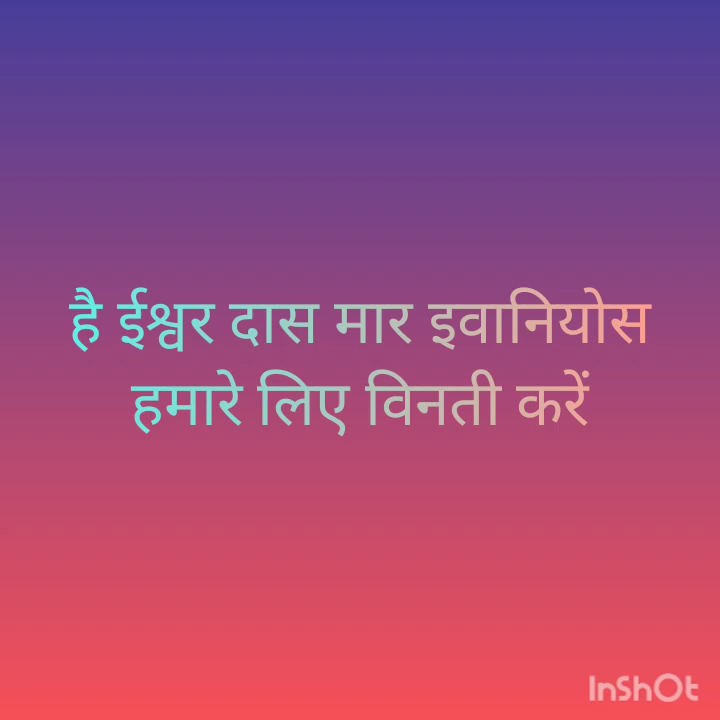 है ईश्वर दास मार इवानियोस
हमारे लिए विनती करें
InShOt